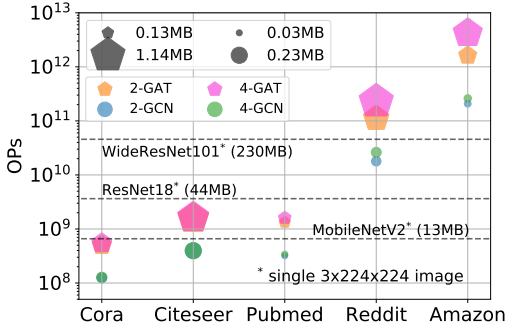 10^13
10^12
10^11
10^10
10^9
10^8
OPs
0.13MB 0.03MB
1.14MB 0.23MB
2-GAT 4-GAT
2-GCN 4-GCN
WideResNet101* (230MB)
ResNet18* (44MB)
MobileNetV2* (13MB)
* single 3x224x224 image
Cora Citeseer Pubmed Reddit Amazon